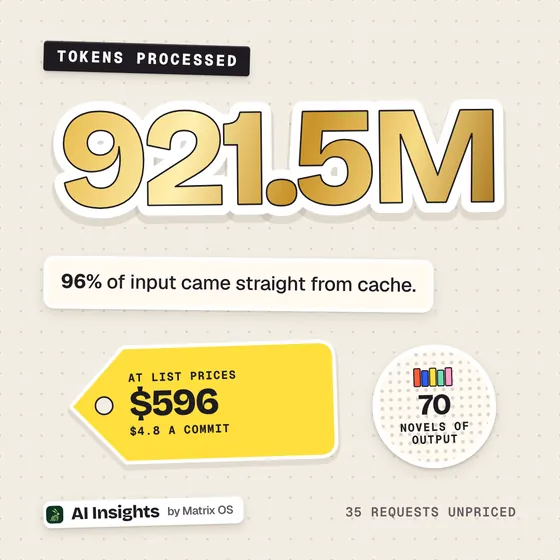 TOKENS PROCESSED
921.5M
96% of input came straight from cache.
AT LIST PRICES
$596
$4.8 A COMMIT
70
NOVELS OF
OUTPUT
AI Insights by Matrix OS
35 REQUESTS UNPRICED